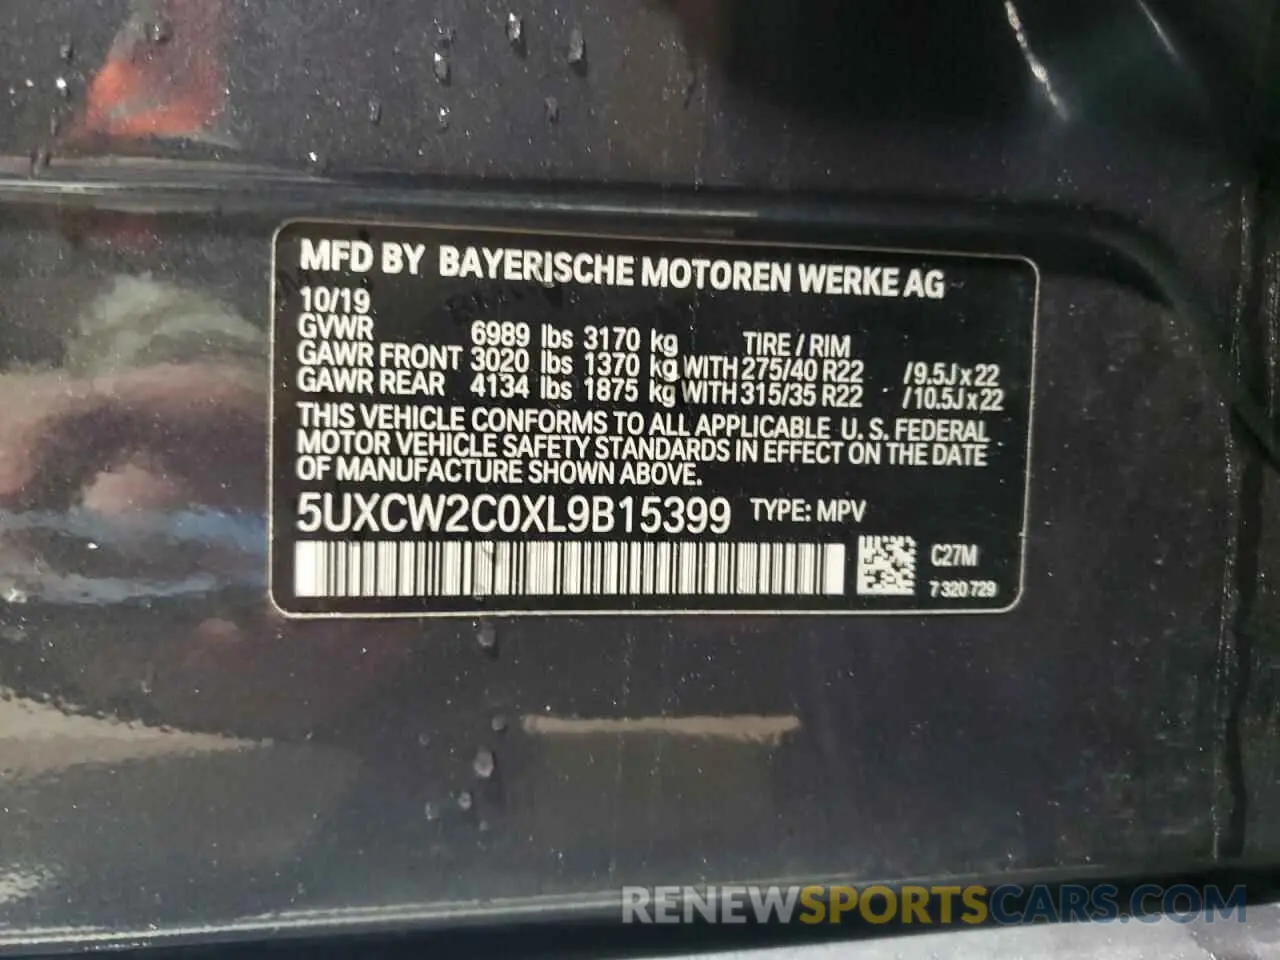 MFD BY BAYERISCHE MOTOREN WERKE AG
10/19
GVWR 6989 lbs 3170 kg TIRE / RIM
GAWR FRONT 3020 lbs 1370 kg WITH 275/40 R22 /9.5J x 22
GAWR REAR 4134 lbs 1875 kg WITH 315/35 R22 /10.5J x 22
THIS VEHICLE CONFORMS TO ALL APPLICABLE U. S. FEDERAL
MOTOR VEHICLE SAFETY STANDARDS IN EFFECT ON THE DATE
OF MANUFACTURE SHOWN ABOVE.
5UXCW2C0XL9B15399 TYPE: MPV
C27M
7 320 729
RENEWSPORTSCARS.COM